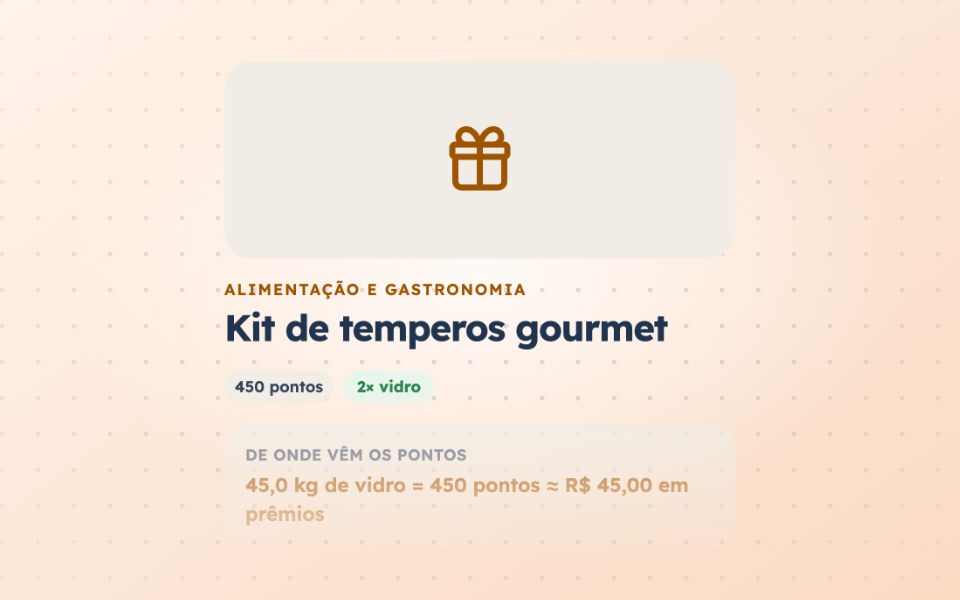 ALIMENTAÇÃO E GASTRONOMIA
Kit de temperos gourmet
450 pontos 2× vidro
DE ONDE VÊM OS PONTOS
45,0 kg de vidro = 450 pontos ≈ R$ 45,00 em
prêmios